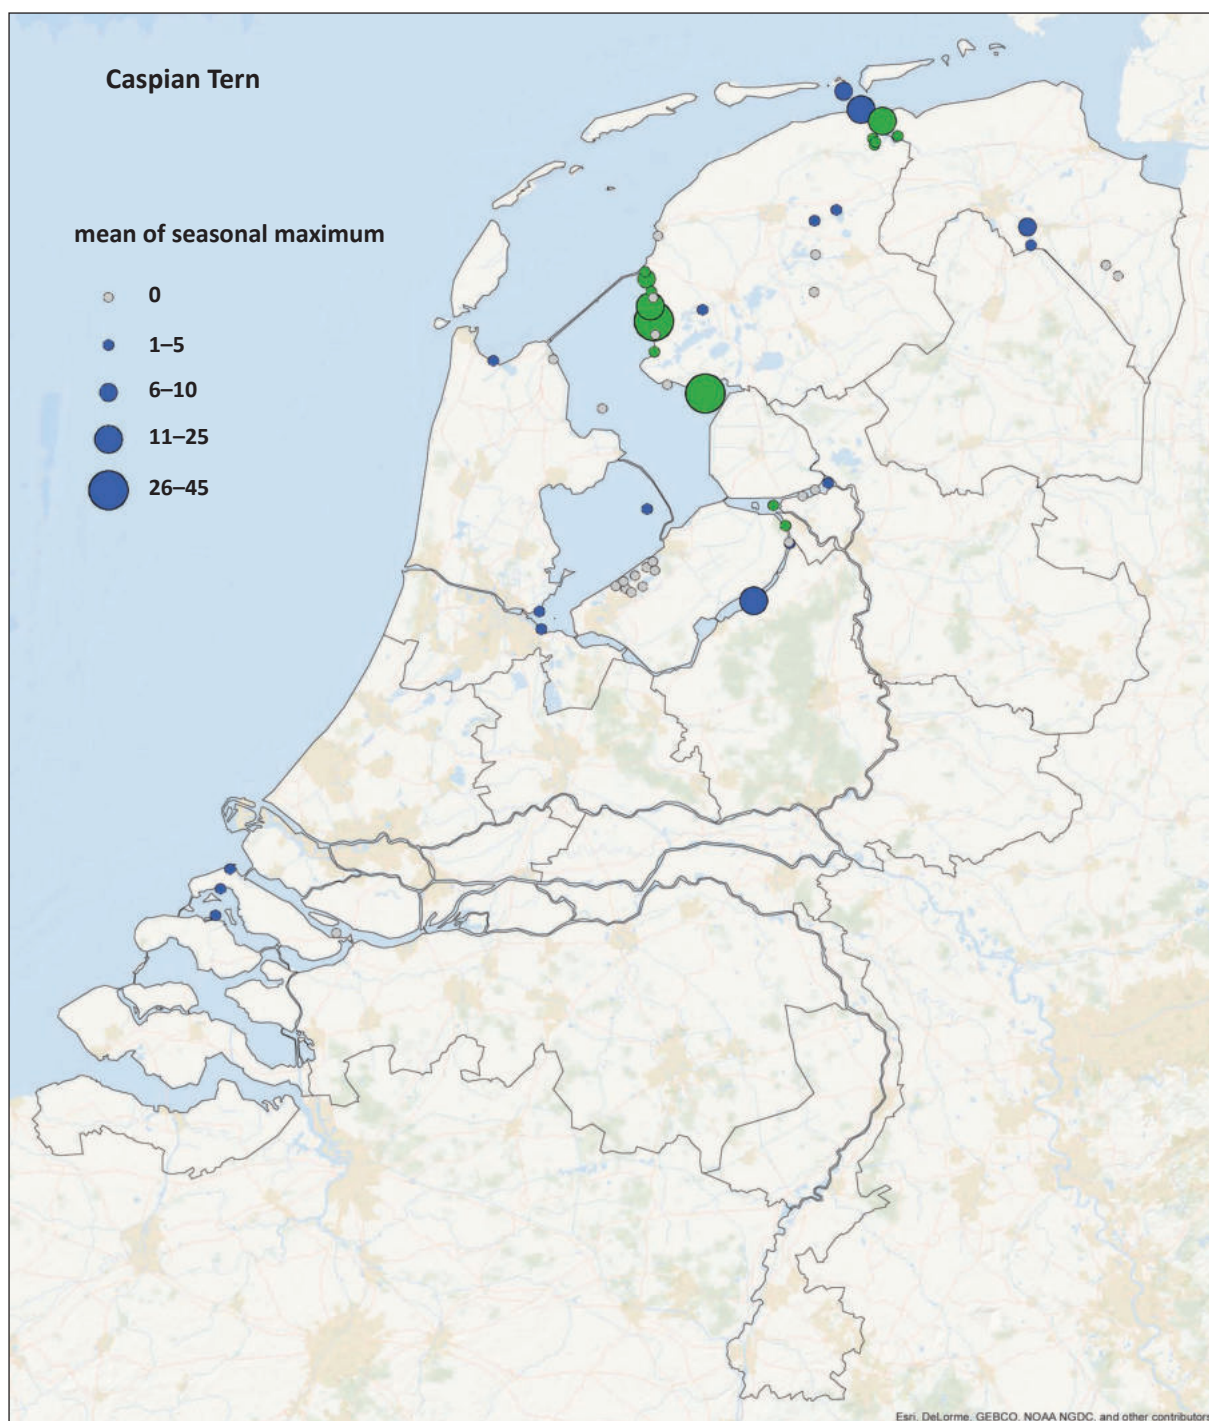 Caspian Tern
mean of seasonal maximum
0
1–5
6–10
11–25
26–45
Esri, DeLorme, GEBCO, NOAA NGDC, and other contributors